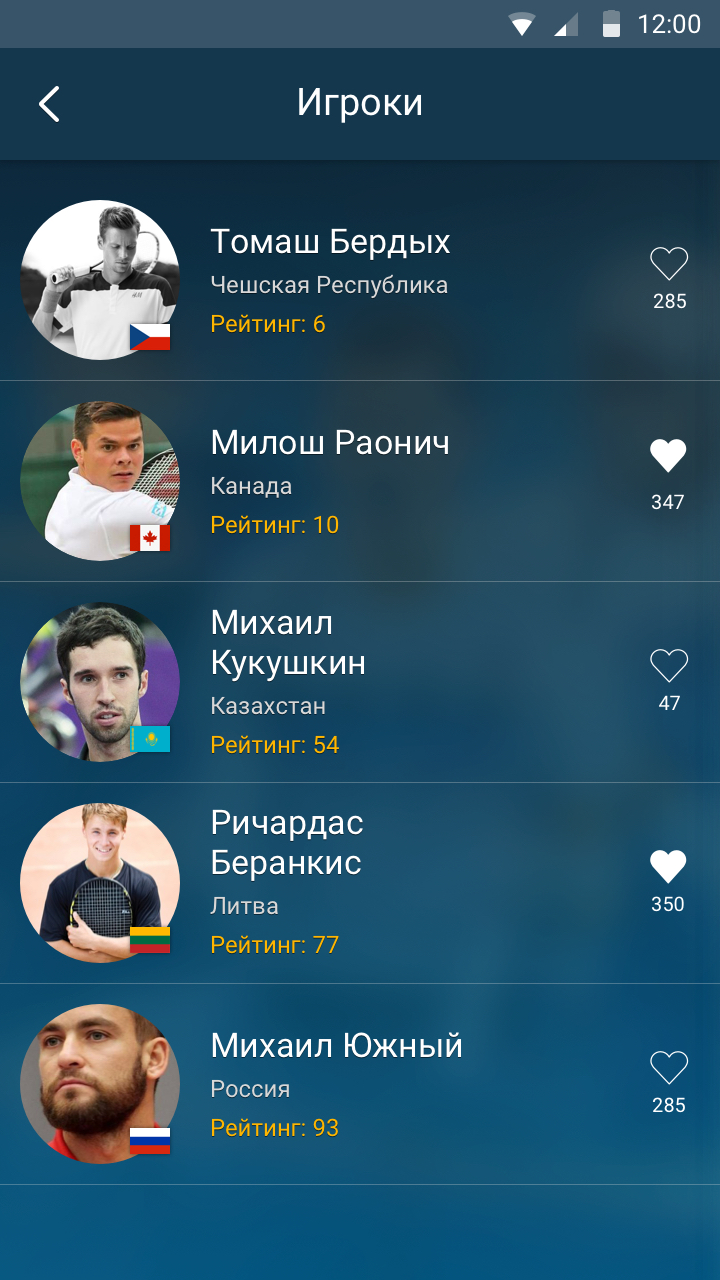 12:00
Игроки
Томаш Бердых
Чешская Республика
Рейтинг: 6
285
Милош Раонич
Канада
Рейтинг: 10
347
Михаил
Кукушкин
Казахстан
Рейтинг: 54
47
Ричардас
Беранкис
Литва
Рейтинг: 77
350
Михаил Южный
Россия
Рейтинг: 93
285